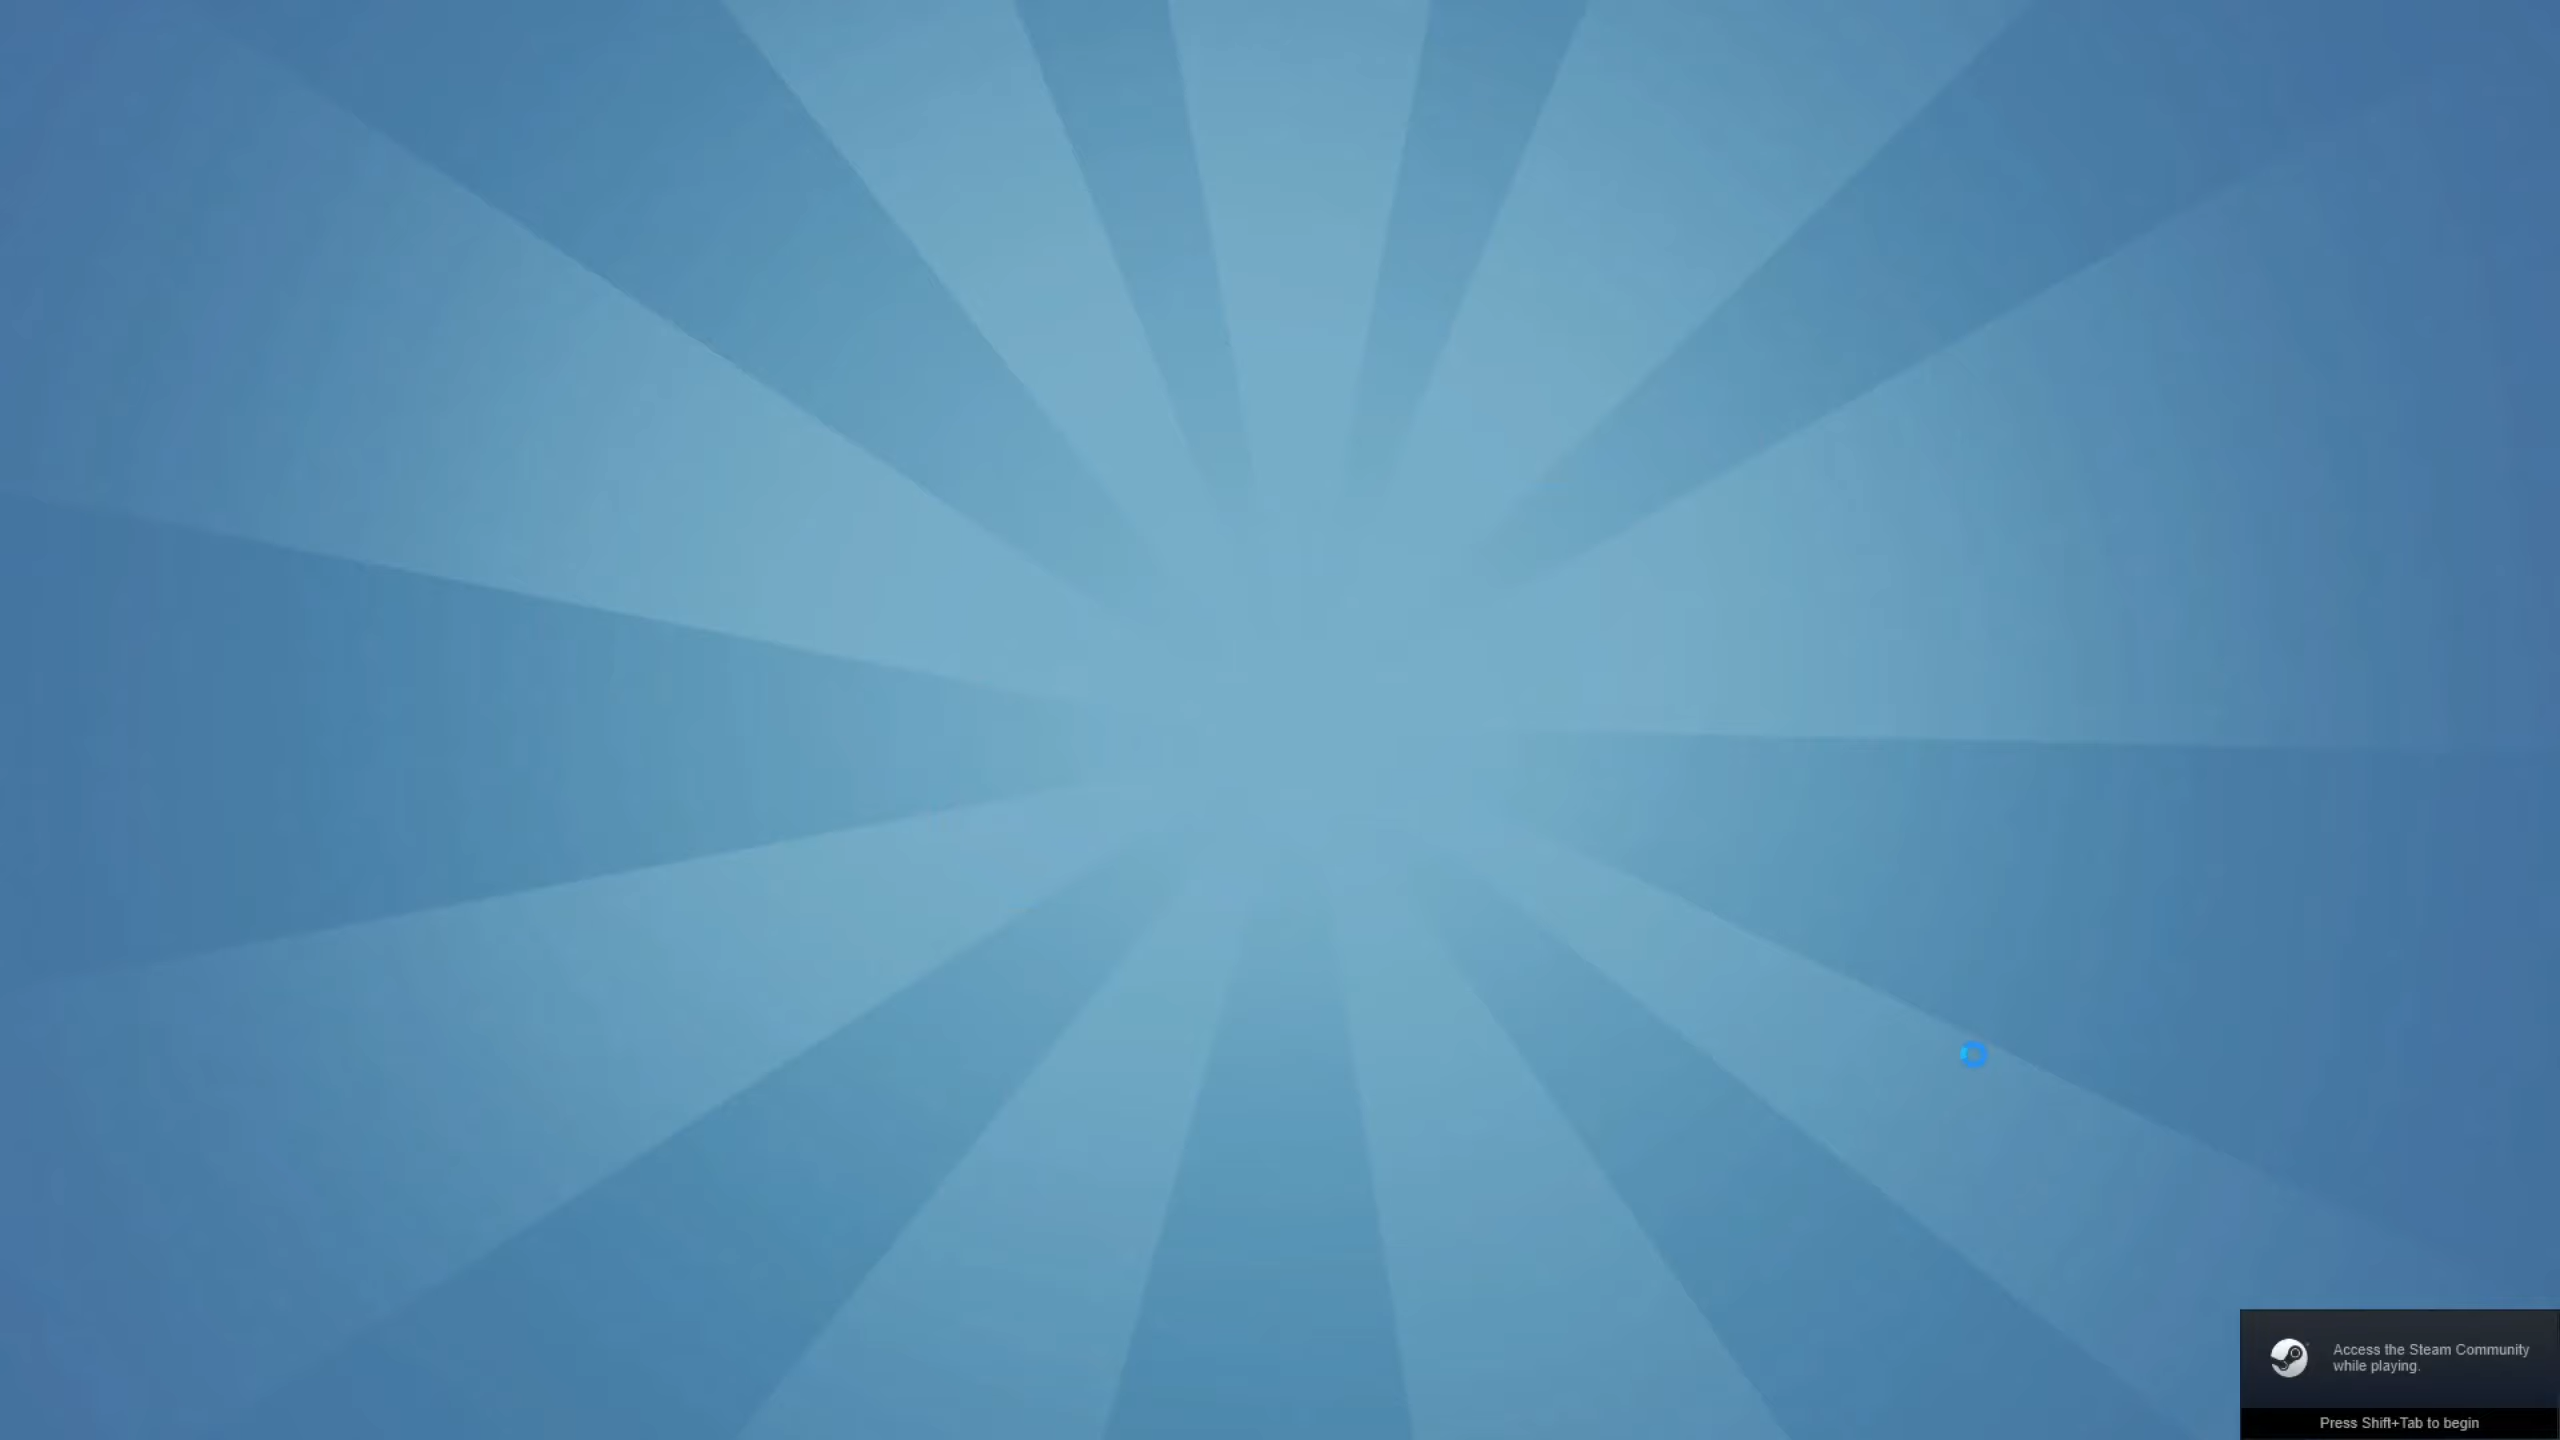 Access the Steam Community
while playing.
Press Shift+Tab to begin